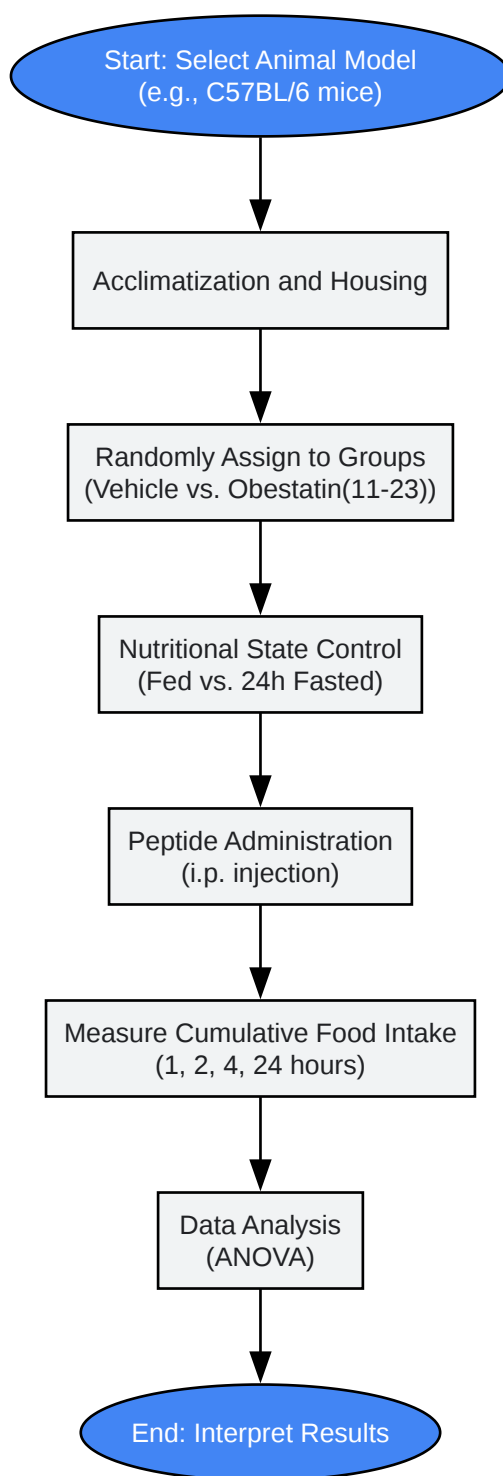 Start: Select Animal Model
(e.g., C57BL/6 mice)
Acclimatization and Housing
Randomly Assign to Groups
(Vehicle vs. Obestatin(11-23))
Nutritional State Control
(Fed vs. 24h Fasted)
Peptide Administration
(i.p. injection)
Measure Cumulative Food Intake
(1, 2, 4, 24 hours)
Data Analysis
(ANOVA)
End: Interpret Results